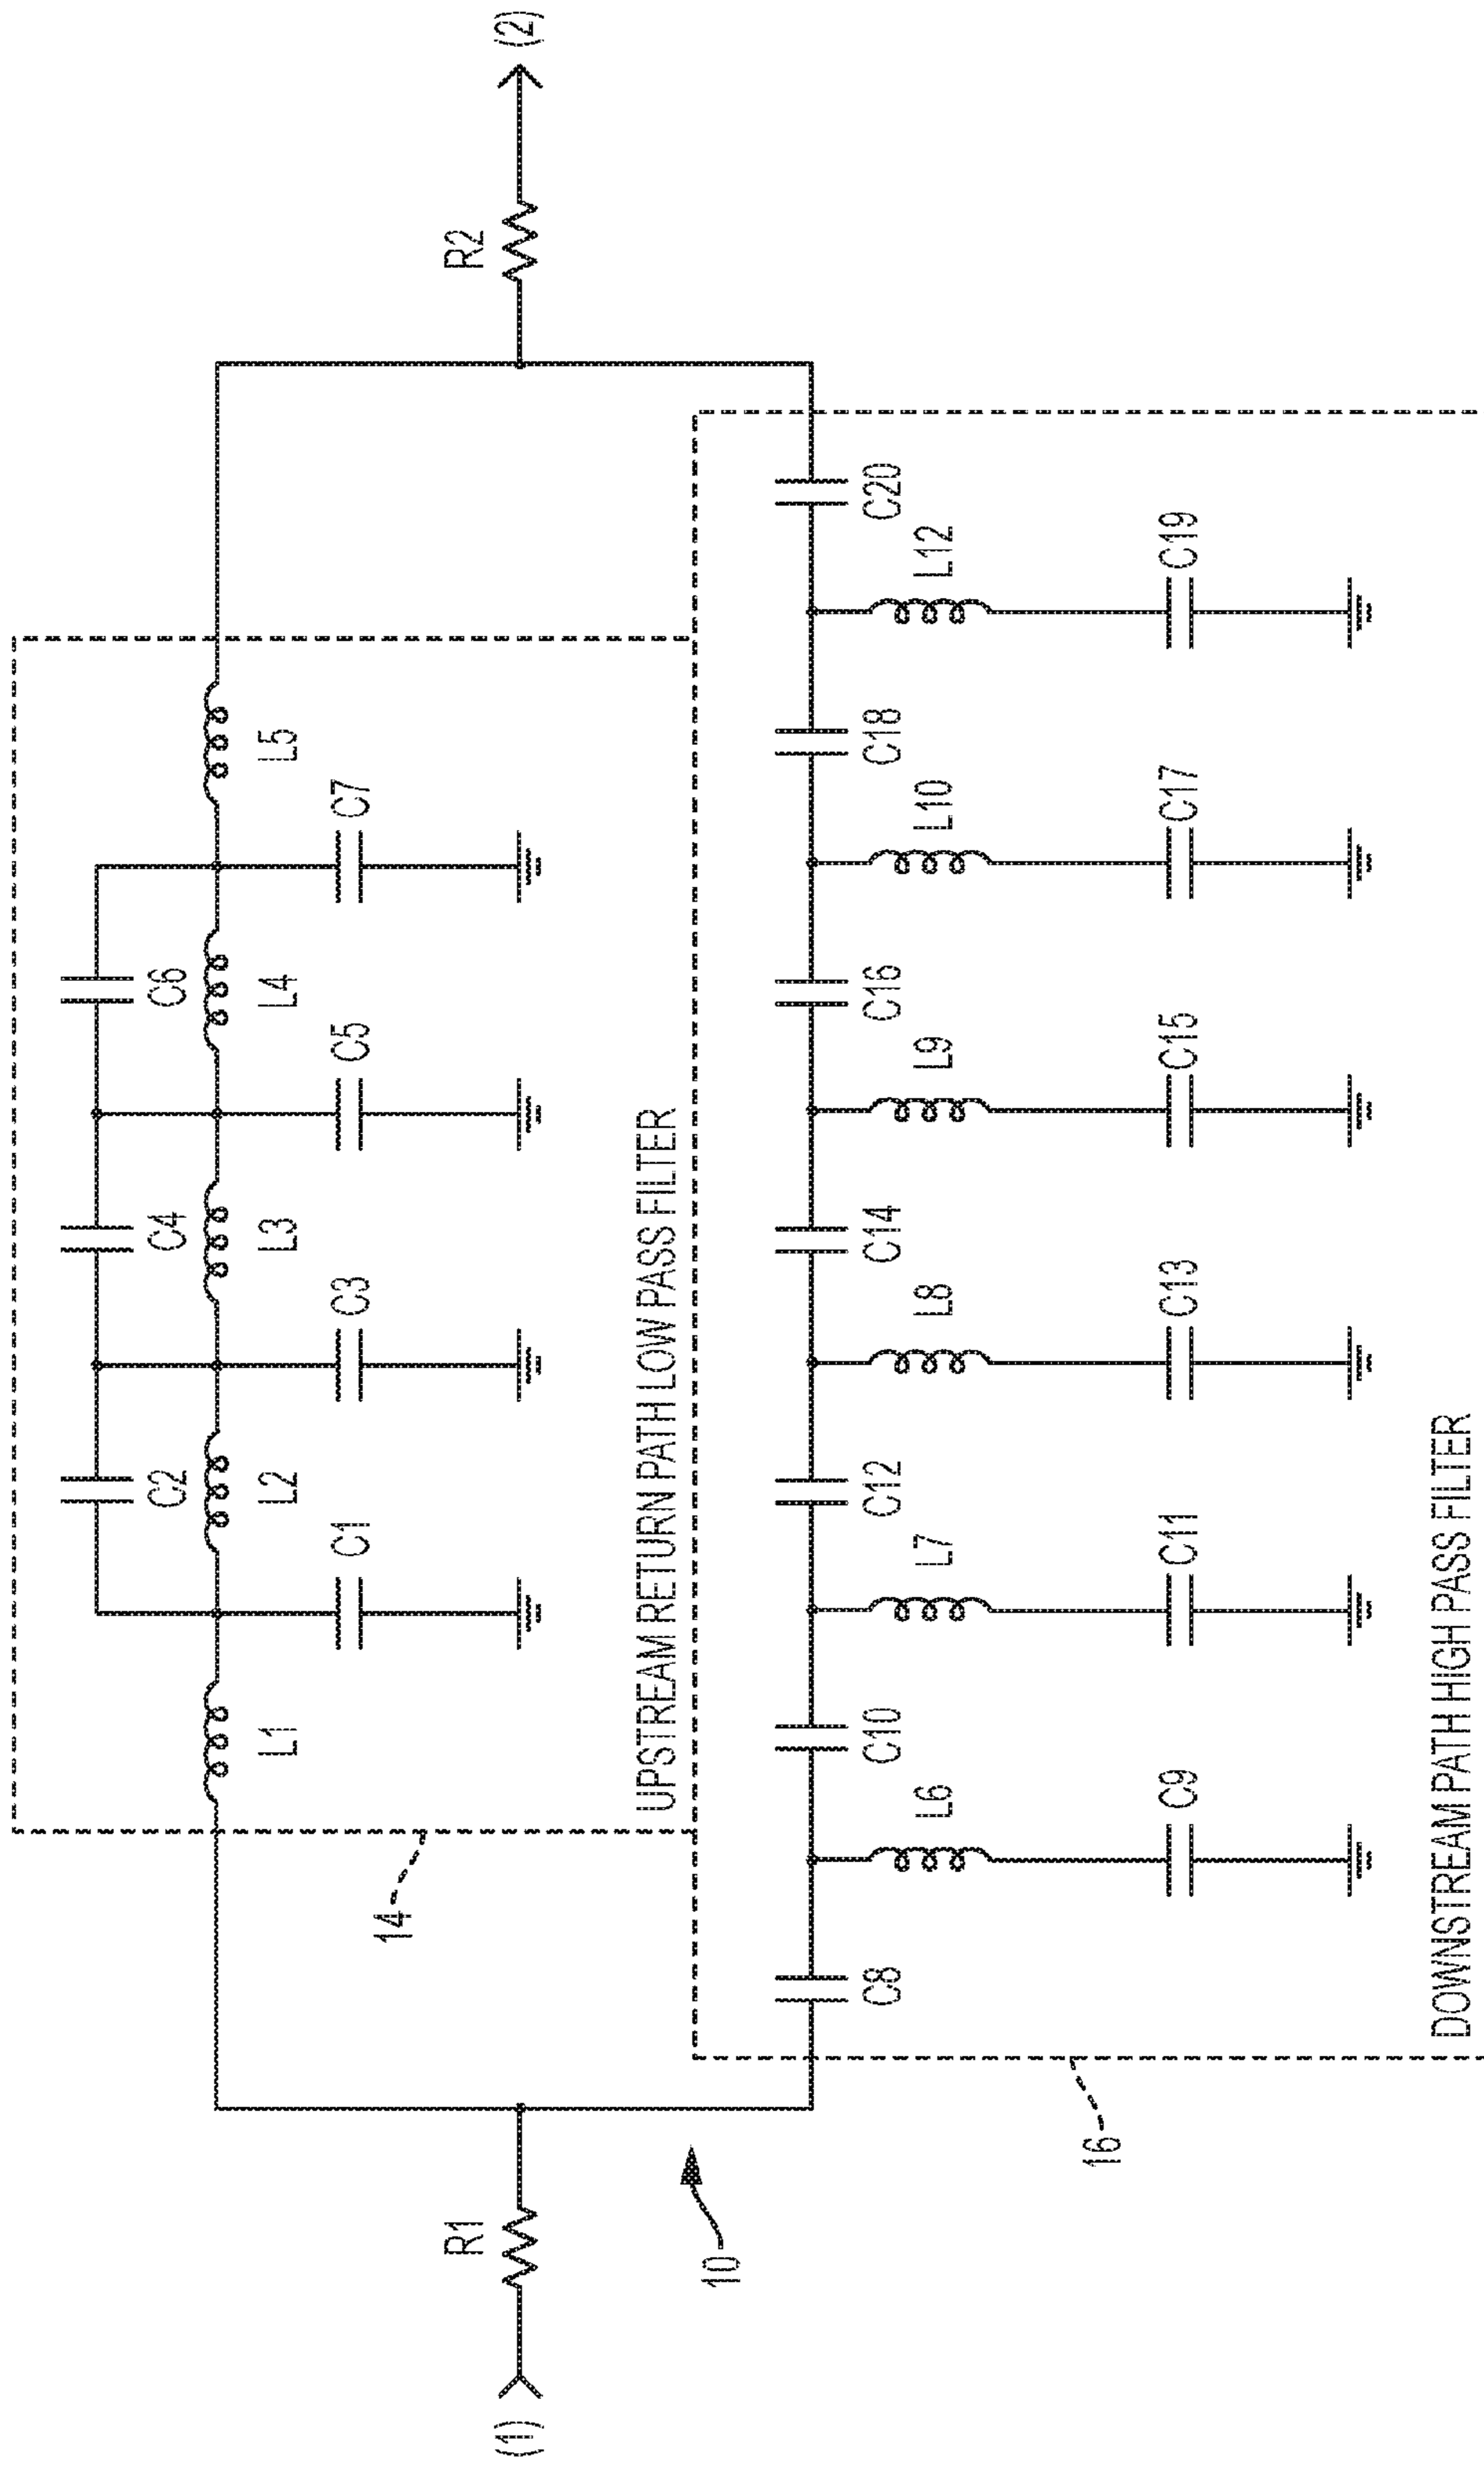 C2
C4
C6
L1
L2
L3
L4
L5
C1
C3
C5
C7
14
UPSTREAM RETURN PATH LOW PASS FILTER
(1)
R1
R2
(2)
10
C8
C10
C12
C14
C16
C18
C20
L6
L7
L8
L9
L10
L12
C9
C11
C13
C15
C17
C19
16
DOWNSTREAM PATH HIGH PASS FILTER